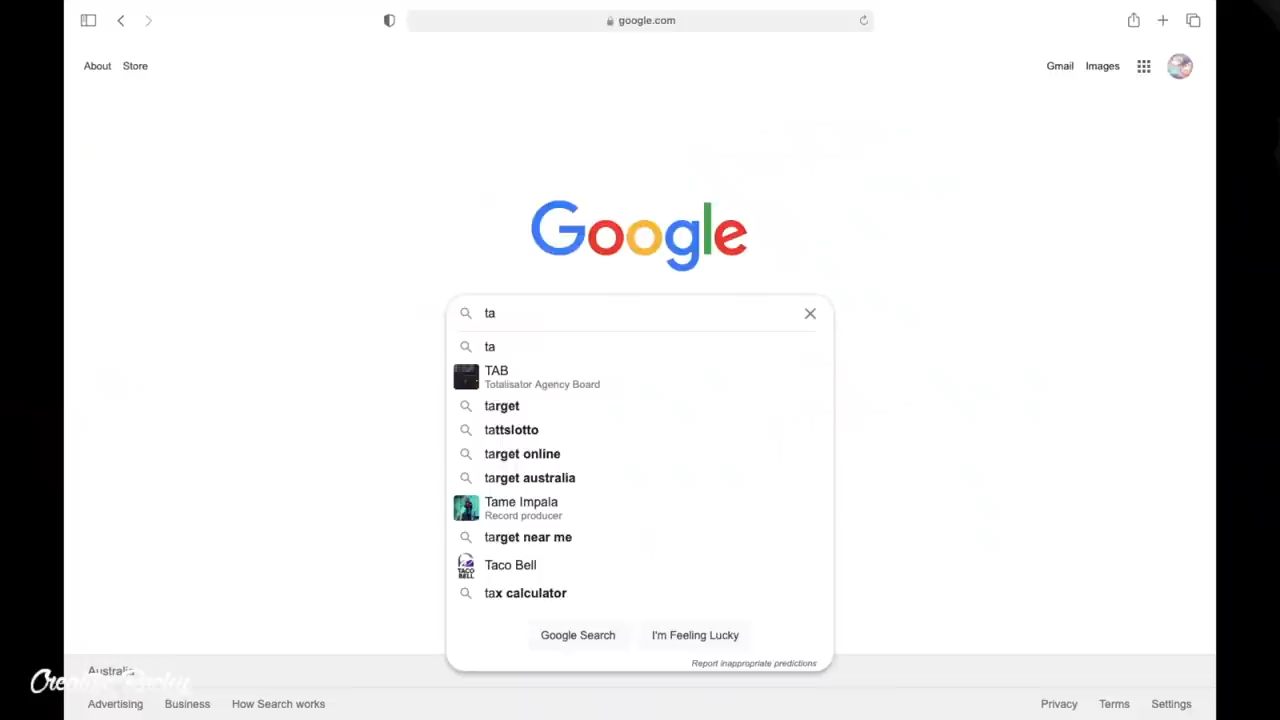 google.com
About Store
Gmail Images
Google
ta
ta
TAB
Totalisator Agency Board
target
tattslotto
target online
target australia
Tame Impala
Record producer
target near me
TACO BELL
Taco Bell
tax calculator
Google Search I'm Feeling Lucky
Report inappropriate predictions
Australia
Advertising Business How Search works
Privacy Terms Settings